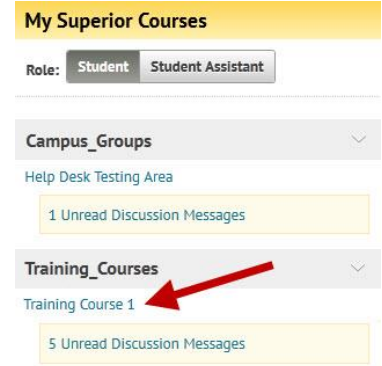 My Superior Courses
Role: Student Student Assistant
Campus_Groups
Help Desk Testing Area
1 Unread Discussion Messages
Training_Courses
Training Course 1
5 Unread Discussion Messages